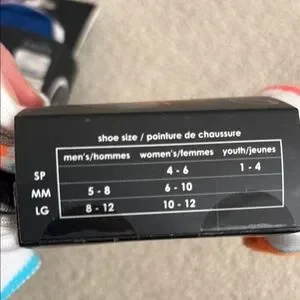 shoe size / pointure de chaussure
men's/hommes women's/femmes youth/jeunes
SP 4 - 6 1 - 4
MM 5 - 8 6 - 10
LG 8 - 12 10 - 12